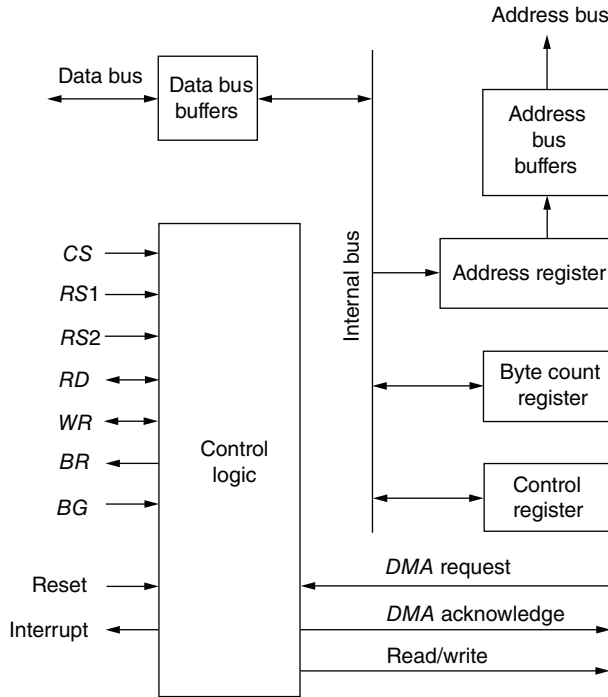 Address bus
Data bus
Data bus
buffers
Address
bus
buffers
Internal bus
CS
RS1
RS2
RD
WR
BR
BG
Reset
Interrupt
Control
logic
Address register
Byte count
register
Control
register
DMA request
DMA acknowledge
Read/write